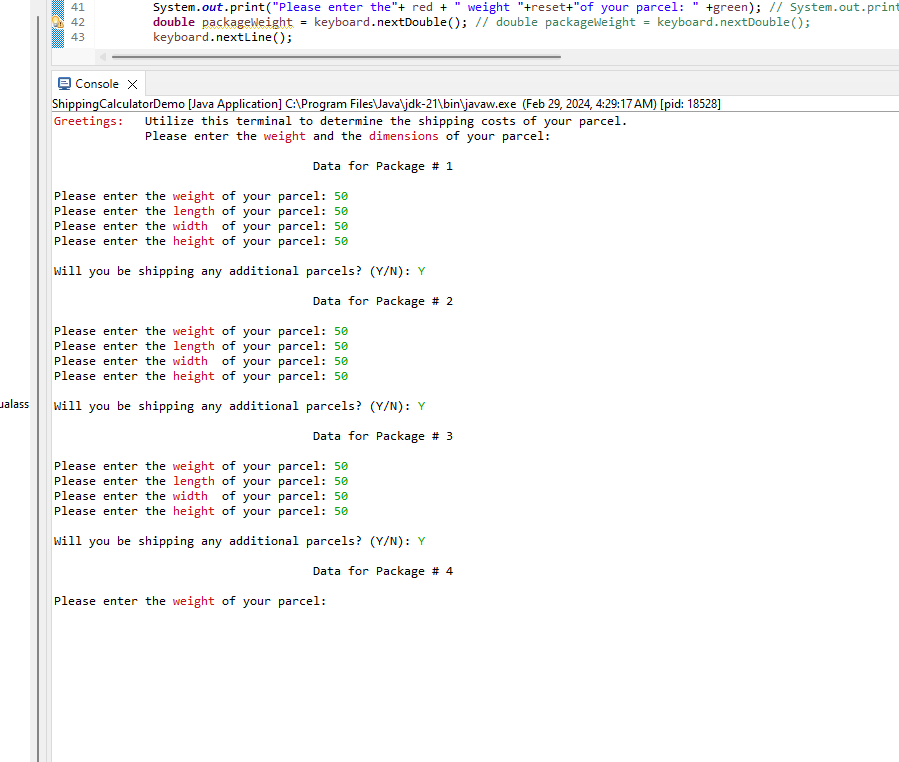 41 System.out.print("Please enter the"+ red + " weight "+reset+"of your parcel: " +green); // System.out.print
42 double packageWeight = keyboard.nextDouble(); // double packageWeight = keyboard.nextDouble();
43 keyboard.nextLine();
Console
ShippingCalculatorDemo [Java Application] C:\Program Files\Java\jdk-21\bin\javaw.exe (Feb 29, 2024, 4:29:17 AM) [pid: 18528]
Greetings: Utilize this terminal to determine the shipping costs of your parcel.
Please enter the weight and the dimensions of your parcel:
Data for Package # 1
Please enter the weight of your parcel: 50
Please enter the length of your parcel: 50
Please enter the width of your parcel: 50
Please enter the height of your parcel: 50
Will you be shipping any additional parcels? (Y/N): Y
Data for Package # 2
Please enter the weight of your parcel: 50
Please enter the length of your parcel: 50
Please enter the width of your parcel: 50
Please enter the height of your parcel: 50
ualass
Will you be shipping any additional parcels? (Y/N): Y
Data for Package # 3
Please enter the weight of your parcel: 50
Please enter the length of your parcel: 50
Please enter the width of your parcel: 50
Please enter the height of your parcel: 50
Will you be shipping any additional parcels? (Y/N): Y
Data for Package # 4
Please enter the weight of your parcel: